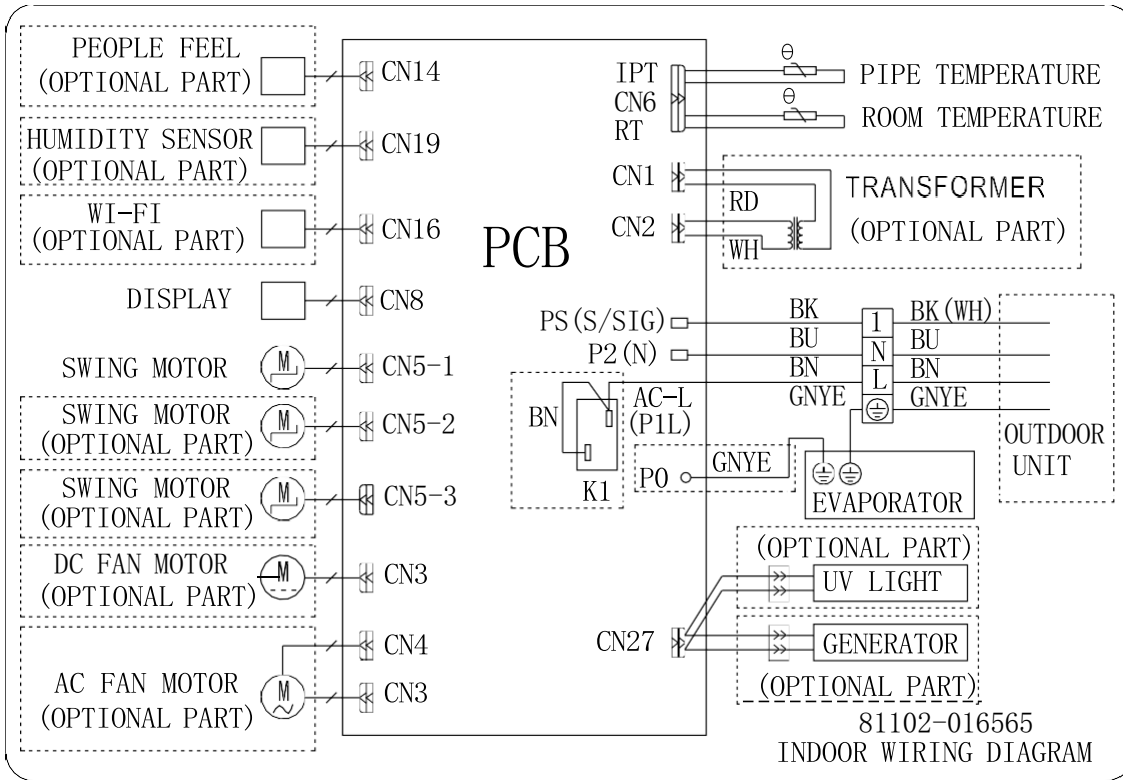 PEOPLE FEEL
(OPTIONAL PART)
CN14
HUMIDITY SENSOR
(OPTIONAL PART)
CN19
WI-FI
(OPTIONAL PART)
CN16
DISPLAY
CN8
SWING MOTOR
M
CN5-1
SWING MOTOR
(OPTIONAL PART)
M
CN5-2
SWING MOTOR
(OPTIONAL PART)
M
CN5-3
DC FAN MOTOR
(OPTIONAL PART)
M
CN3
CN4
AC FAN MOTOR
(OPTIONAL PART)
M
CN3
PCB
IPT
CN6
RT
θ
PIPE TEMPERATURE
θ
ROOM TEMPERATURE
CN1
CN2
RD
WH
TRANSFORMER
(OPTIONAL PART)
PS(S/SIG)
BK
1
BK(WH)
P2(N)
BU
N
BU
BN
L
BN
GNYE
GNYE
BN
AC-L
(P1L)
K1
P0
GNYE
EVAPORATOR
OUTDOOR
UNIT
(OPTIONAL PART)
UV LIGHT
CN27
GENERATOR
(OPTIONAL PART)
81102-016565
INDOOR WIRING DIAGRAM